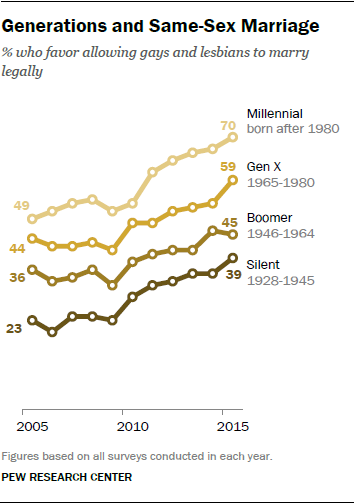 Generations and Same-Sex Marriage
% who favor allowing gays and lesbians to marry
legally
Millennial
born after 1980
70
49
Gen X
1965-1980
59
44
Boomer
1946-1964
45
36
Silent
1928-1945
39
23
2005 2010 2015
Figures based on all surveys conducted in each year.
PEW RESEARCH CENTER